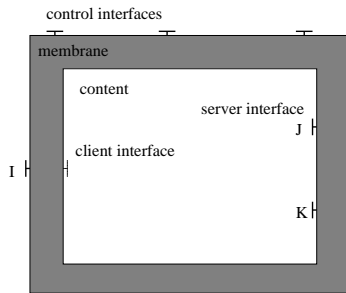 control interfaces
membrane
content
server interface
J
client interface
I
K